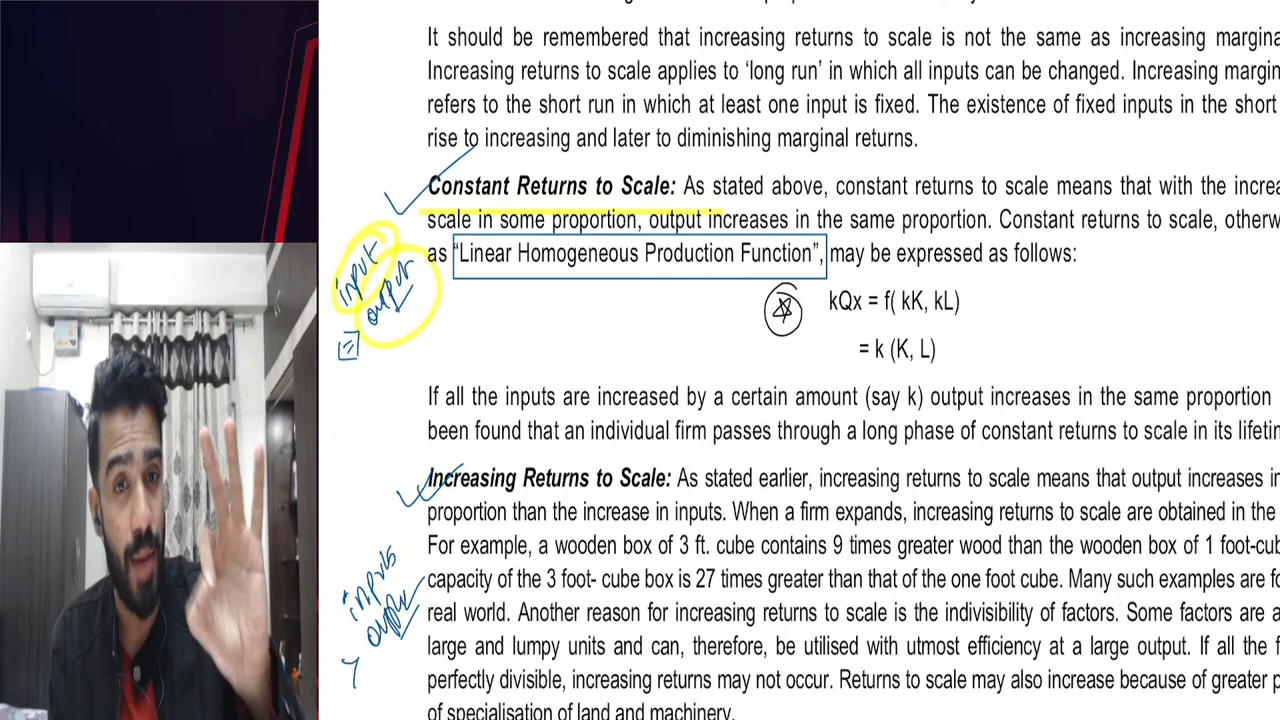 It should be remembered that increasing returns to scale is not the same as increasing
Increasing returns to scale applies to ‘long run’ in which all inputs can be changed. Increasing
refers to the short run in which at least one input is fixed. The existence of fixed inputs in the short
rise to increasing and later to diminishing marginal returns.
Constant Returns to Scale: As stated above, constant returns to scale means that with the
scale in some proportion, output increases in the same proportion. Constant returns to scale,
as “Linear Homogeneous Production Function”, may be expressed as follows:
input
output
=
kQx = f( kK, kL)
= k (K, L)
If all the inputs are increased by a certain amount (say k) output increases in the same proportion
been found that an individual firm passes through a long phase of constant returns to scale in its
Increasing Returns to Scale: As stated earlier, increasing returns to scale means that output increases
proportion than the increase in inputs. When a firm expands, increasing returns to scale are obtained in the
For example, a wooden box of 3 ft. cube contains 9 times greater wood than the wooden box of 1
capacity of the 3 foot- cube box is 27 times greater than that of the one foot cube. Many such examples are
real world. Another reason for increasing returns to scale is the indivisibility of factors. Some factors are
large and lumpy units and can, therefore, be utilised with utmost efficiency at a large output. If all the
perfectly divisible, increasing returns may not occur. Returns to scale may also increase because of greater
of specialisation of land and machinery.
inputs